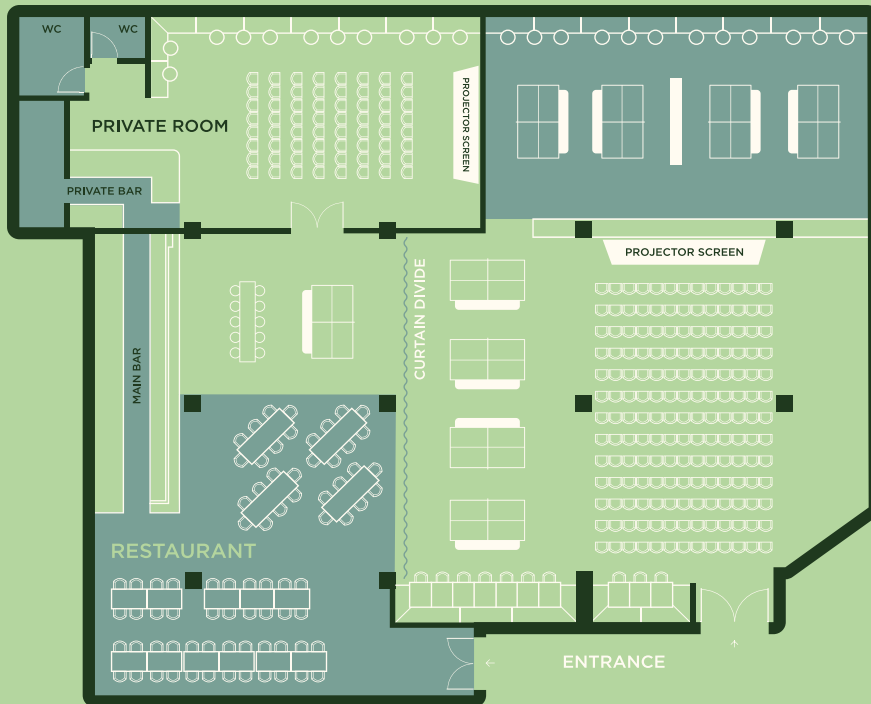 WC
WC
PROJECTOR SCREEN
PRIVATE ROOM
PRIVATE BAR
PROJECTOR SCREEN
CURTAIN DIVIDE
MAIN BAR
RESTAURANT
ENTRANCE